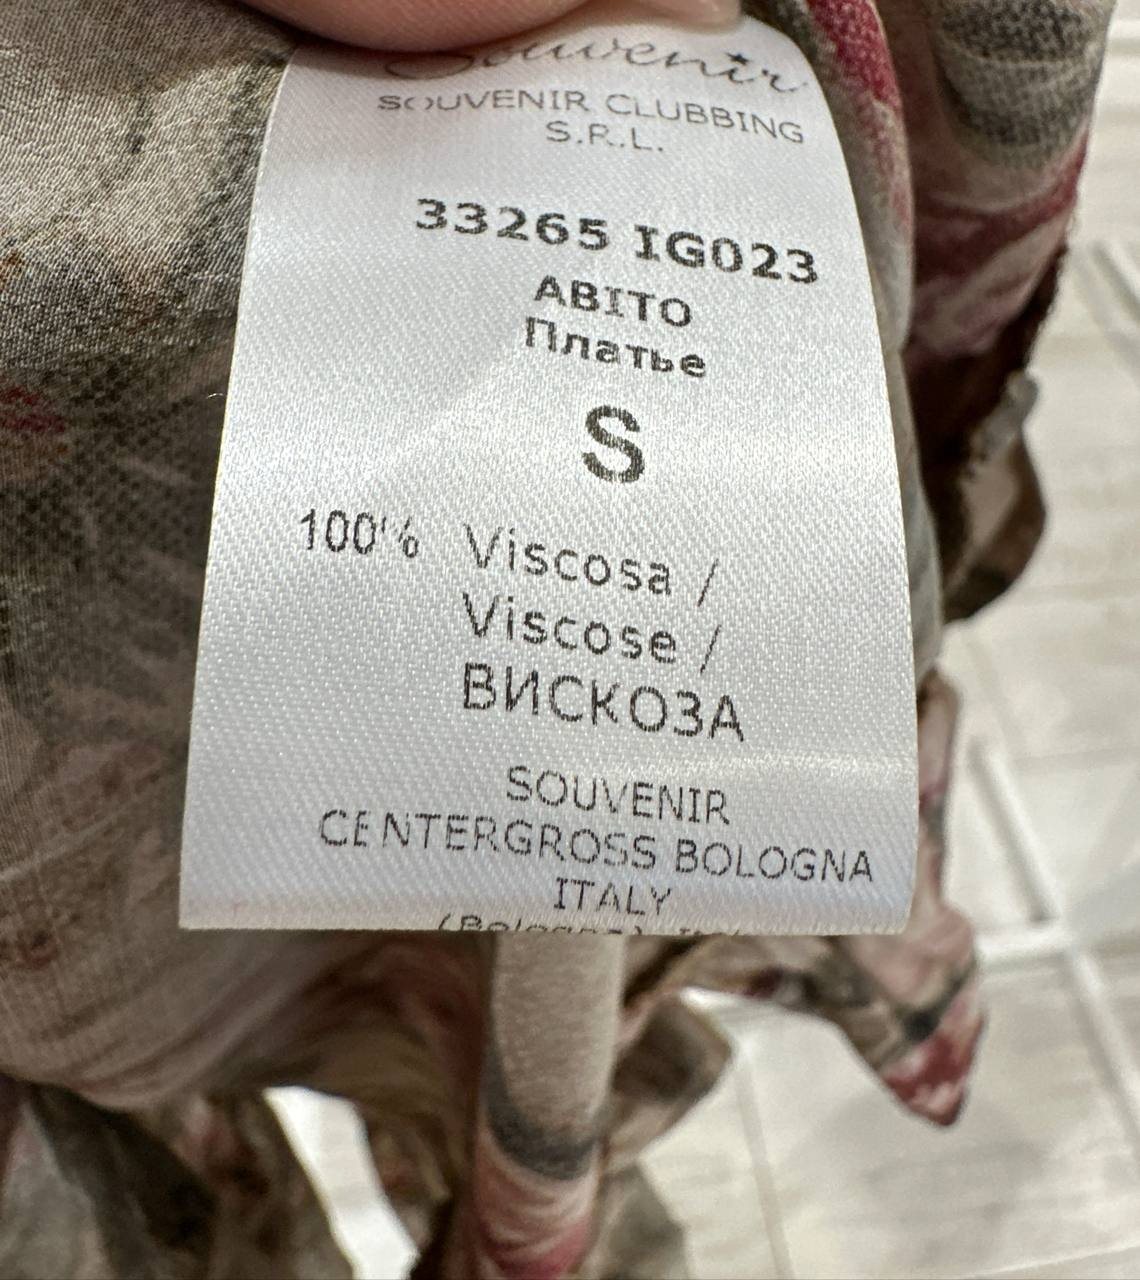 Souvenir
SOUVENIR CLUBBING
S.R.L.
33265 IG023
ABITO
Платье
S
100% Viscosa /
Viscose /
ВИСКОЗА
SOUVENIR
CENTERGROSS BOLOGNA
ITALY